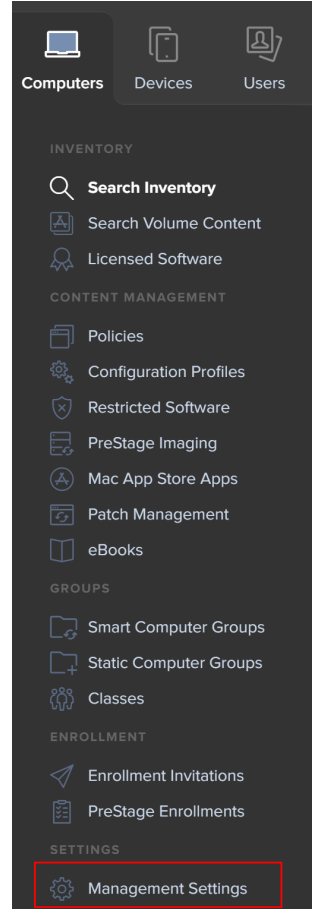 Computers Devices Users
INVENTORY
Search Inventory
Search Volume Content
Licensed Software
CONTENT MANAGEMENT
Policies
Configuration Profiles
Restricted Software
PreStage Imaging
Mac App Store Apps
Patch Management
eBooks
GROUPS
Smart Computer Groups
Static Computer Groups
Classes
ENROLLMENT
Enrollment Invitations
PreStage Enrollments
SETTINGS
Management Settings